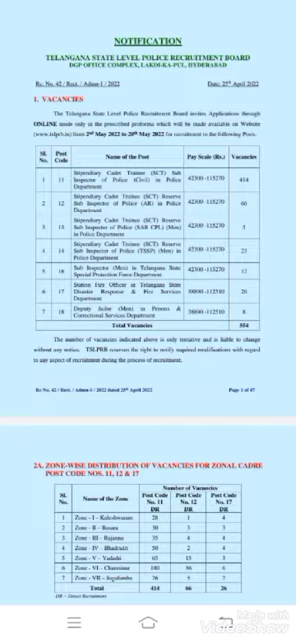 NOTIFICATION
TELANGANA STATE LEVEL POLICE RECRUITMENT BOARD
DGP OFFICE COMPLEX, LAKDI-KA-PUL, HYDERABAD
Rc. No. 42 / Rect. / Admn-1 / 2022 Date: 25th April 2022
1. VACANCIES
The Telangana State Level Police Recruitment Board invites Applications through
ONLINE mode only in the prescribed proforma which will be made available on Website
(www.tslprb.in) from 2nd May 2022 to 20th May 2022 for recruitment to the following Posts.
Sl. No. Post Code Name of the Post Pay Scale (Rs.) Vacancies
1 11 Stipendiary Cadet Trainee (SCT) Sub Inspector of Police (Civil) in Police Department 42300 -115270 414
2 12 Stipendiary Cadet Trainee (SCT) Reserve Sub Inspector of Police (AR) in Police Department 42300 -115270 66
3 13 Stipendiary Cadet Trainee (SCT) Reserve Sub Inspector of Police (SAR CPL) (Men) in Police Department 42300 -115270 5
4 14 Stipendiary Cadet Trainee (SCT) Reserve Sub Inspector of Police (TSSP) (Men) in Police Department 42300 -115270 23
5 16 Sub Inspector (Men) in Telangana State Special Protection Force Department 42300 -115270 12
6 17 Station Fire Officer in Telangana State Disaster Response & Fire Services Department 38890 -112510 26
7 18 Deputy Jailor (Men) in Prisons & Correctional Services Department 38890 -112510 8
Total Vacancies 554
The number of vacancies indicated above is only tentative and is liable to change
without any notice. TSLPRB reserves the right to notify required modifications with regard
to any aspect of recruitment during the process of recruitment.
Rc No. 42 / Rect. / Admn-1 / 2022 dated 25th April 2022 Page 1 of 47
2A. ZONE-WISE DISTRIBUTION OF VACANCIES FOR ZONAL CADRE
POST CODE NOS. 11, 12 & 17
Sl. No. Name of the Zone Number of Vacancies
Post Code No. 11 Post Code No. 12 Post Code No. 17
DR DR DR
1 Zone - I - Kaleshwaram 28 1 4
2 Zone - II - Basara 30 3 3
3 Zone - III - Rajanna 35 4 4
4 Zone - IV - Bhadradri 50 2 4
5 Zone - V - Yadadri 65 15 3
6 Zone - VI - Charminar 180 36 6
7 Zone - VII - Jogulamba 26 5 2
Total 414 66 26
DR - Direct Recruitment
Made with
VideoShow